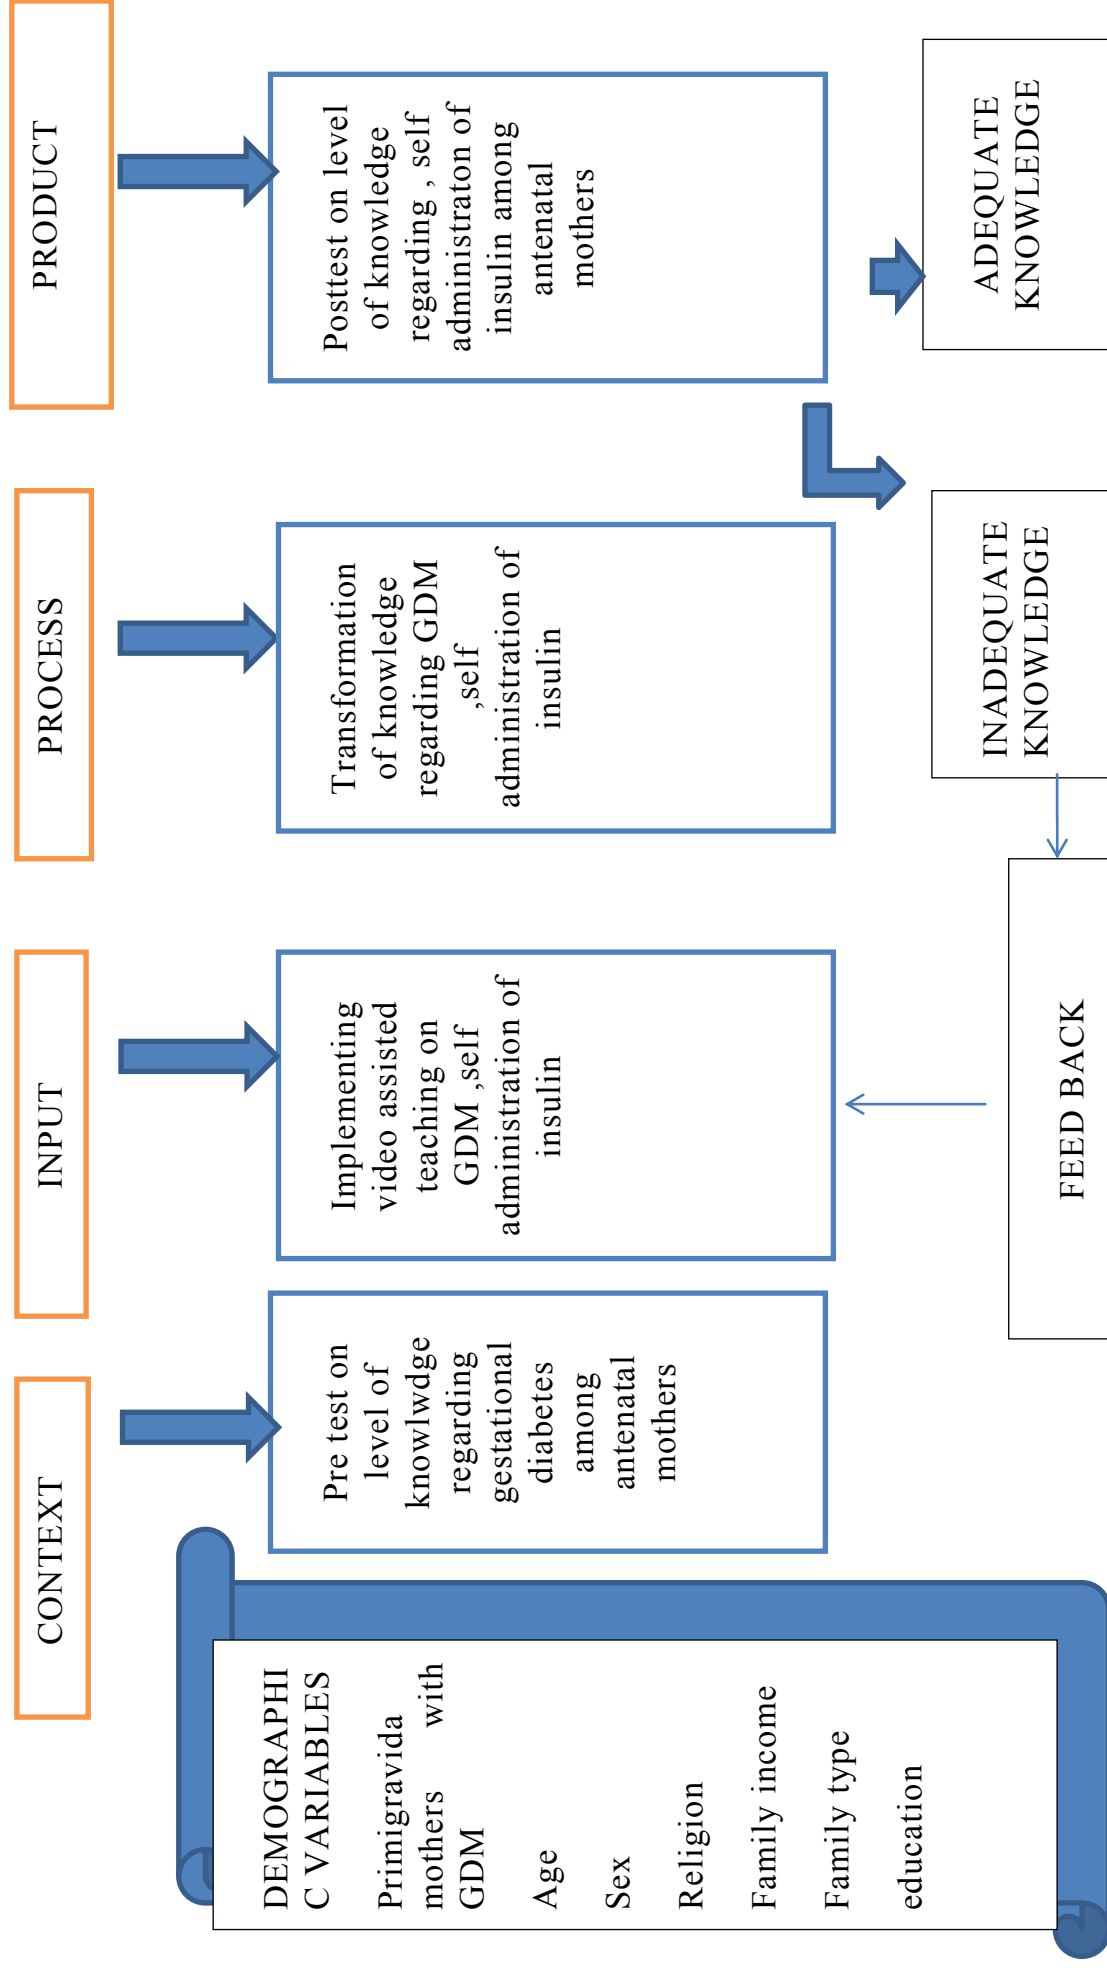 CONTEXT
INPUT
PROCESS
PRODUCT
DEMOGRAPHI
C VARIABLES
Primigravida
mothers with
GDM
Age
Sex
Religion
Family income
Family type
education
Pre test on
level of
knowlwdge
regarding
gestational
diabetes
among
antenatal
mothers
Implementing
video assisted
teaching on
GDM ,self
administration of
insulin
Transformation
of knowledge
regarding GDM
,self
administration of
insulin
Posttest on level
of knowledge
regarding , self
administraton of
insulin among
antenatal
mothers
FEED BACK
INADEQUATE
KNOWLEDGE
ADEQUATE
KNOWLEDGE